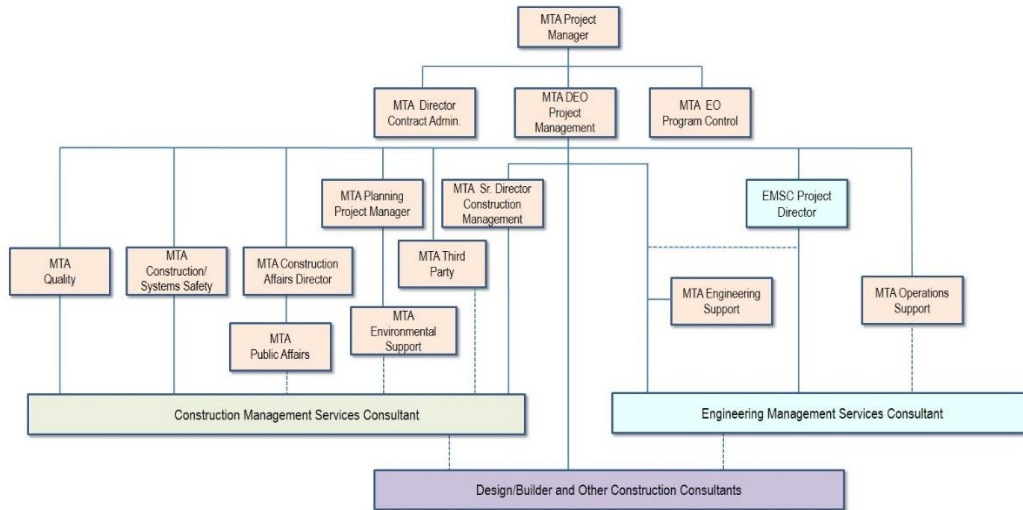 MTA Project
Manager
MTA Director
Contract Admin.
MTA DEO
Project
Management
MTA EO
Program Control
MTA Planning
Project Manager
MTA Sr. Director
Construction
Management
EMSC Project
Director
MTA
Quality
MTA
Construction/
Systems Safety
MTA Construction
Affairs Director
MTA Third
Party
MTA Engineering
Support
MTA Operations
Support
MTA
Public Affairs
MTA
Environmental
Support
Construction Management Services Consultant
Engineering Management Services Consultant
Design/Builder and Other Construction Consultants